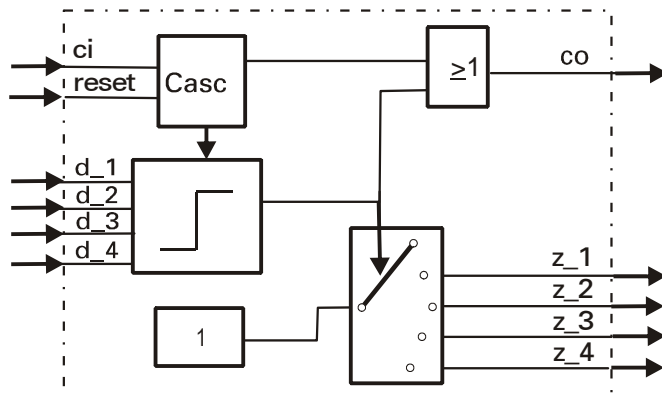 ci
reset
Casc
≥1
co
d_1
d_2
d_3
d_4
1
z_1
z_2
z_3
z_4